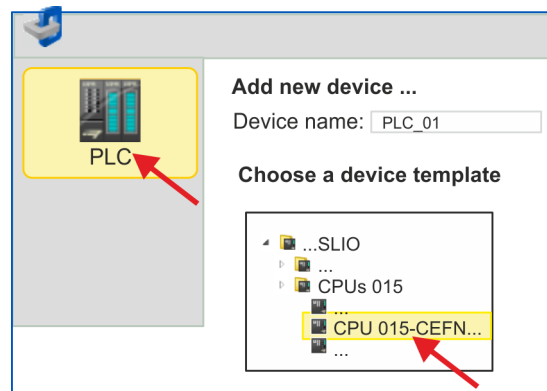 PLC
Add new device ...
Device name: PLC_01
Choose a device template
...SLIO
...
CPUs 015
...
CPU 015-CEFN...
...